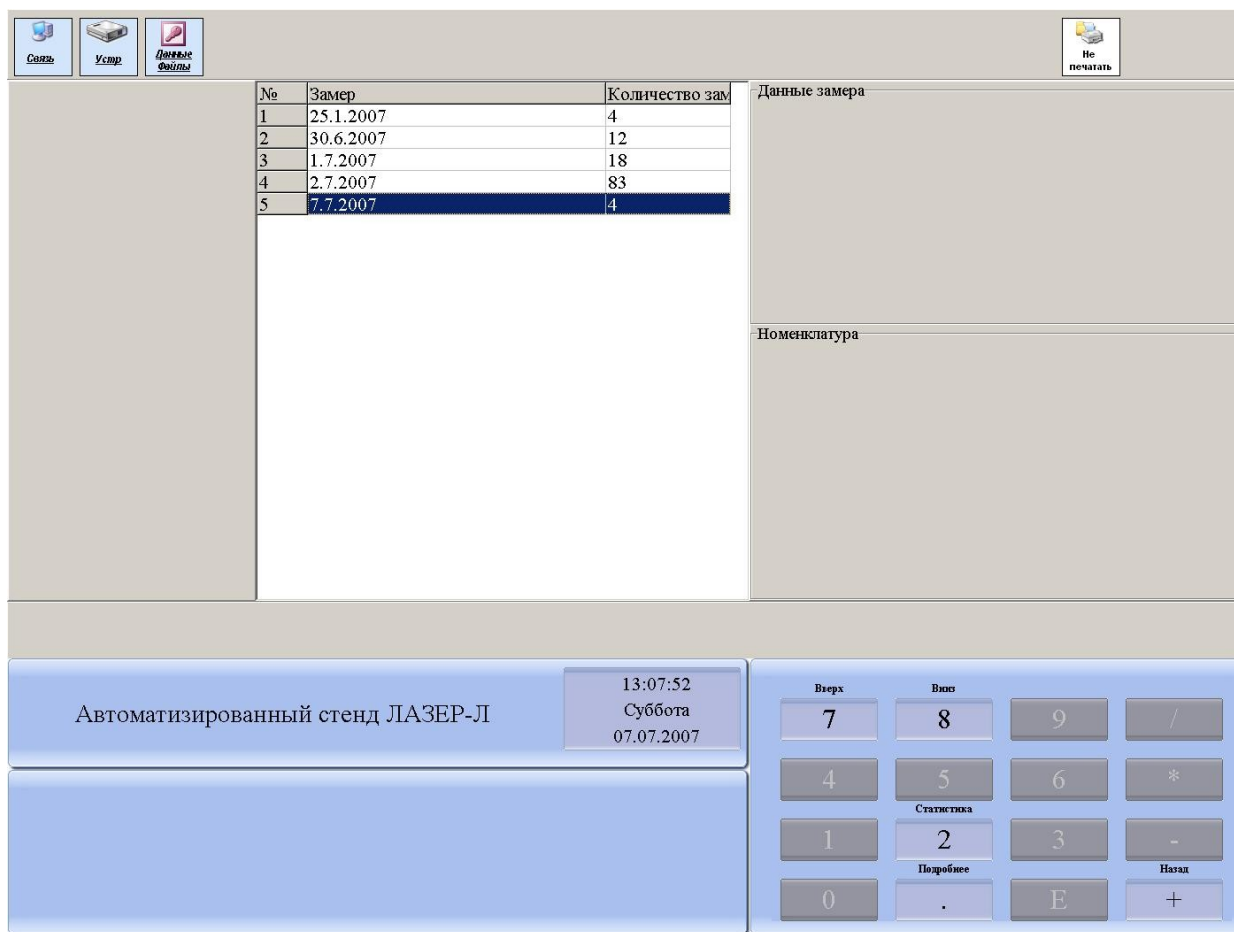 Связь
Устр
Данные
Файлы
Не
печатать
№ Замер Количество зам
1 25.1.2007 4
2 30.6.2007 12
3 1.7.2007 18
4 2.7.2007 83
5 7.7.2007 4
Данные замера
Номенклатура
Автоматизированный стенд ЛАЗЕР-Л
13:07:52
Суббота
07.07.2007
Вверх Вниз
7 8 9 /
4 5 6 *
Статистика
1 2 3 -
Подробнее Назад
0 . E +